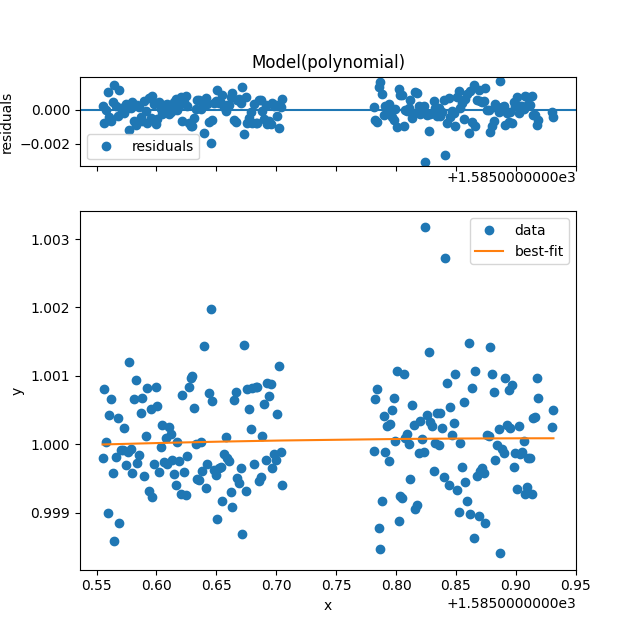 Model(polynomial)
residuals
0.000
−0.002
residuals
+1.5850000000e3
y
1.003
1.002
1.001
1.000
0.999
data
best-fit
0.55
0.60
0.65
0.70
0.75
0.80
0.85
0.90
0.95
x
+1.5850000000e3